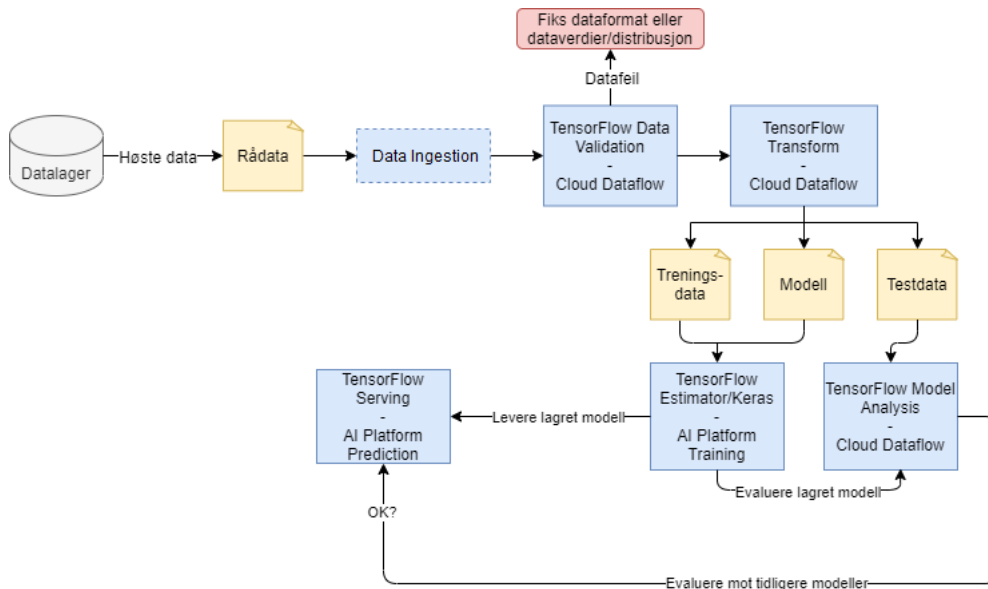 Fiks dataformat eller
dataverdier/distribusjon
Datafeil
Datalager
Høste data
Rådata
Data Ingestion
TensorFlow Data
Validation
-
Cloud Dataflow
TensorFlow
Transform
-
Cloud Dataflow
Trenings-
data
Modell
Testdata
TensorFlow
Serving
-
AI Platform
Prediction
Levere lagret modell
TensorFlow
Estimator/Keras
-
AI Platform
Training
TensorFlow Model
Analysis
-
Cloud Dataflow
Evaluere lagret modell
OK?
Evaluere mot tidligere modeller